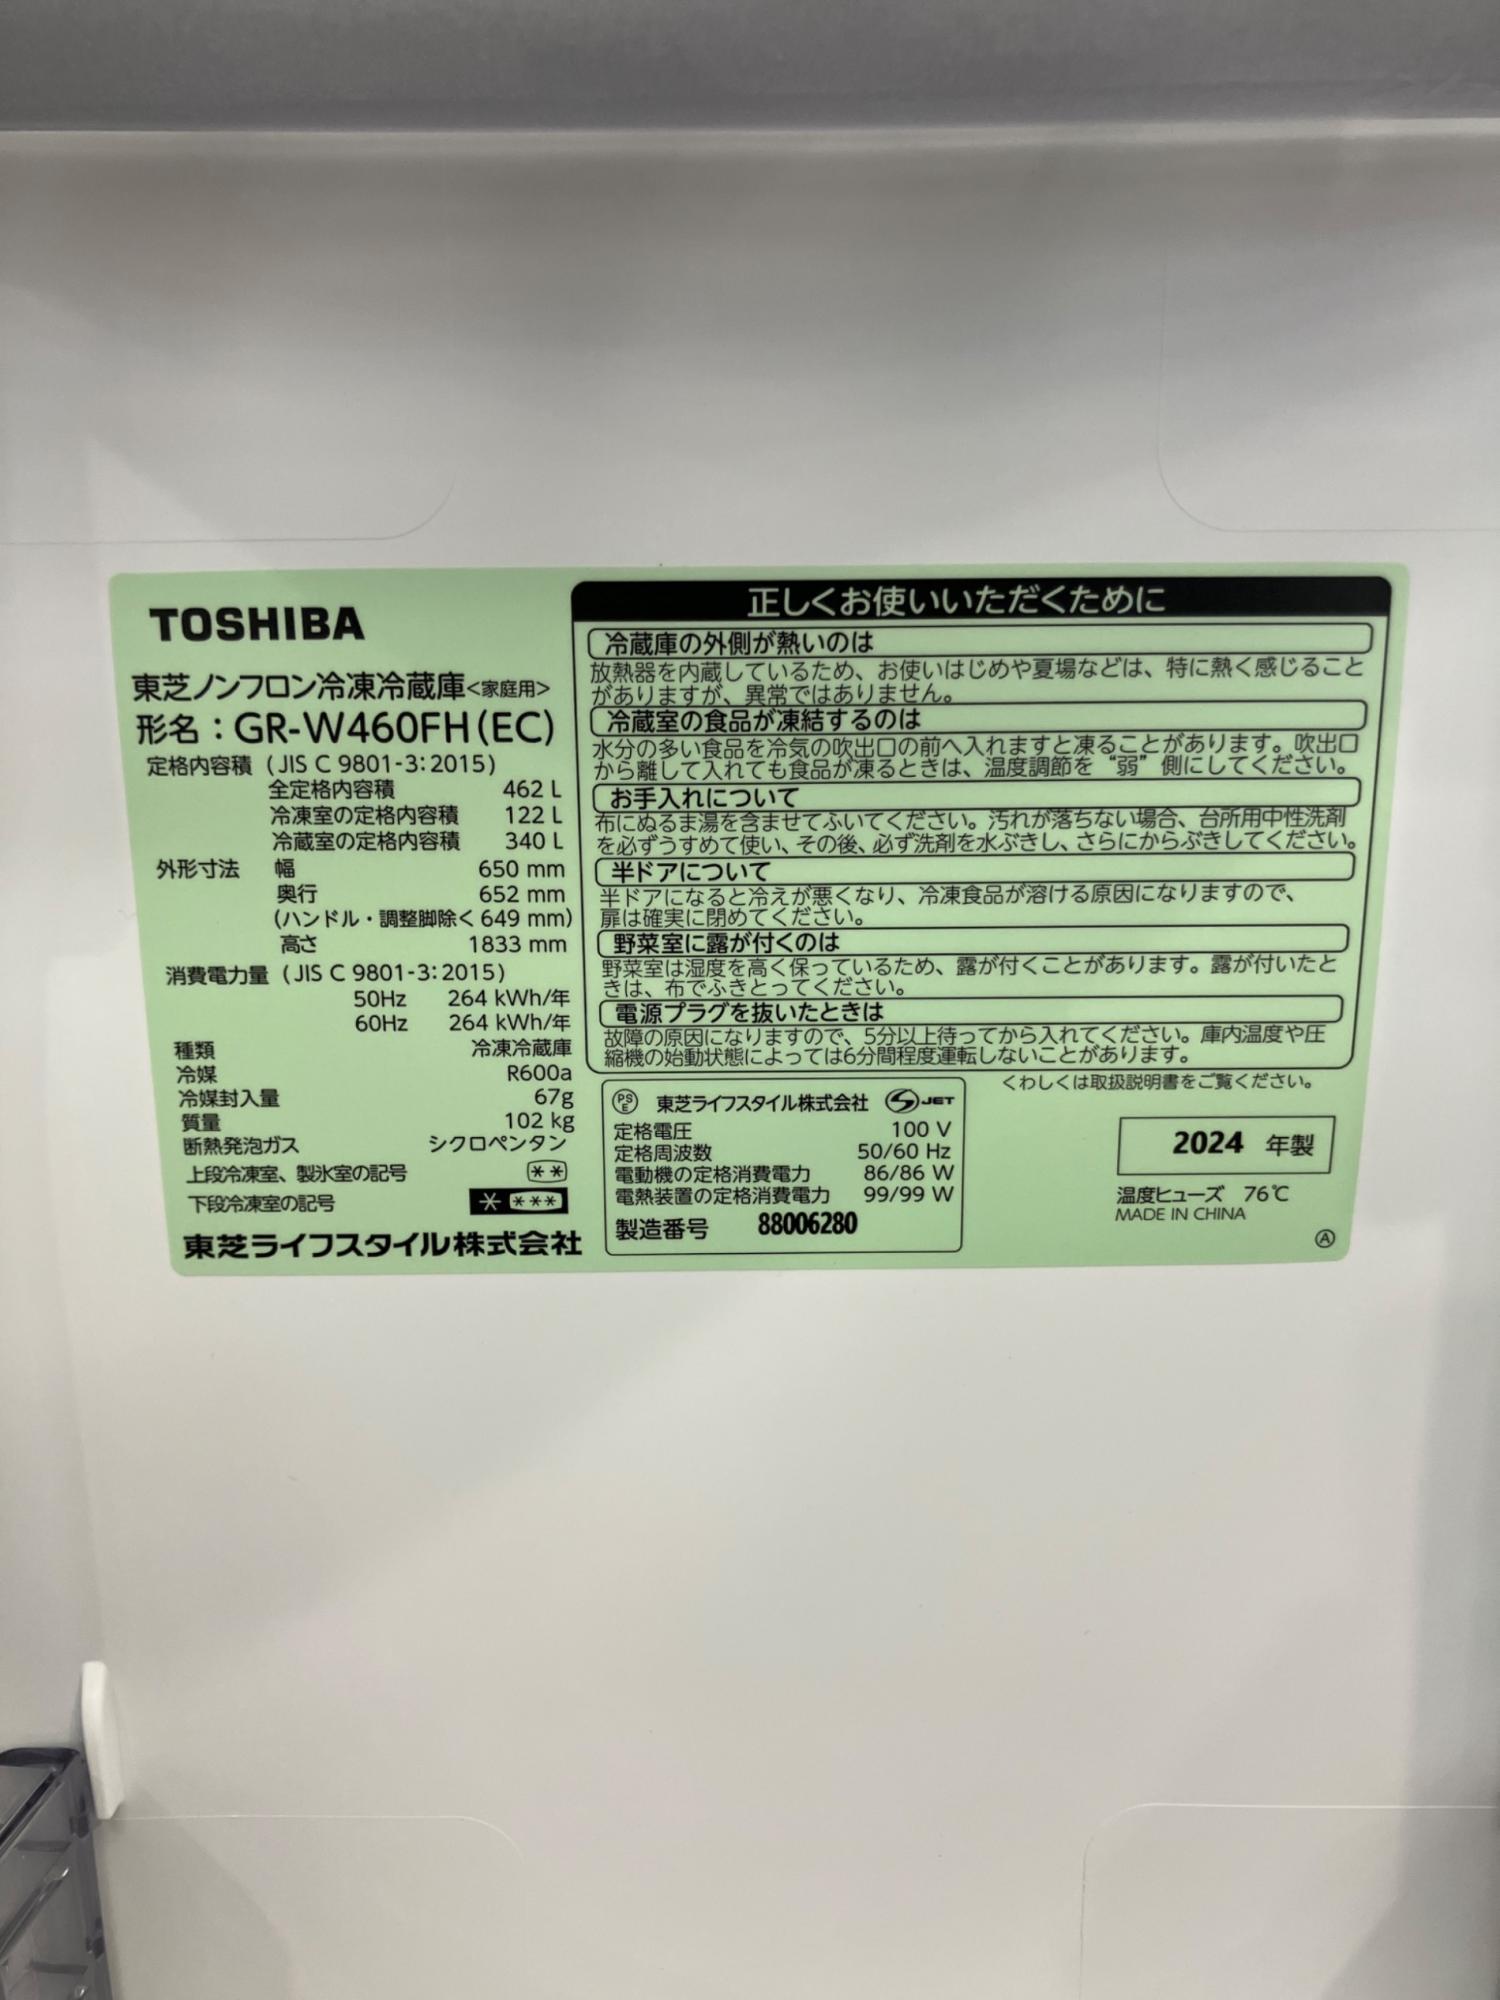 TOSHIBA
東芝ノンフロン冷凍冷蔵庫<家庭用>
形名：GR-W460FH(EC)
定格内容積 (JIS C 9801-3:2015)
全定格内容積 462 L
冷凍室の定格内容積 122 L
冷蔵室の定格内容積 340 L
外形寸法 幅 650 mm
奥行 652 mm
(ハンドル・調整脚除く 649 mm)
高さ 1833 mm
消費電力量 (JIS C 9801-3:2015)
50Hz 264 kWh/年
60Hz 264 kWh/年
種類 冷凍冷蔵庫
冷媒 R600a
冷媒封入量 67g
質量 102 kg
断熱発泡ガス シクロペンタン
上段冷凍室、製氷室の記号 **
下段冷凍室の記号 * ***
東芝ライフスタイル株式会社
正しくお使いいただくために
冷蔵庫の外側が熱いのは
放熱器を内蔵しているため、お使いはじめや夏場などは、特に熱く感じること
がありますが、異常ではありません。
冷蔵室の食品が凍結するのは
水分の多い食品を冷気の吹出口の前へ入れますと凍ることがあります。吹出口
から離して入れても食品が凍るときは、温度調節を“弱”側にしてください。
お手入れについて
布にぬるま湯を含ませてふいてください。汚れが落ちない場合、台所用中性洗剤
を必ずうすめて使い、その後、必ず洗剤を水ぶきし、さらにからぶきしてください。
半ドアについて
半ドアになると冷えが悪くなり、冷凍食品が溶ける原因になりますので、
扉は確実に閉めてください。
野菜室に露が付くのは
野菜室は湿度を高く保っているため、露が付くことがあります。露が付いたと
きは、布でふきとってください。
電源プラグを抜いたときは
故障の原因になりますので、5分以上待ってから入れてください。庫内温度や圧
縮機の始動状態によっては6分間程度運転しないことがあります。
くわしくは取扱説明書をご覧ください。
PSE 東芝ライフスタイル株式会社 JET
定格電圧 100 V
定格周波数 50/60 Hz
電動機の定格消費電力 86/86 W
電熱装置の定格消費電力 99/99 W
製造番号 88006280
2024 年製
温度ヒューズ 76℃
MADE IN CHINA
Ⓐ